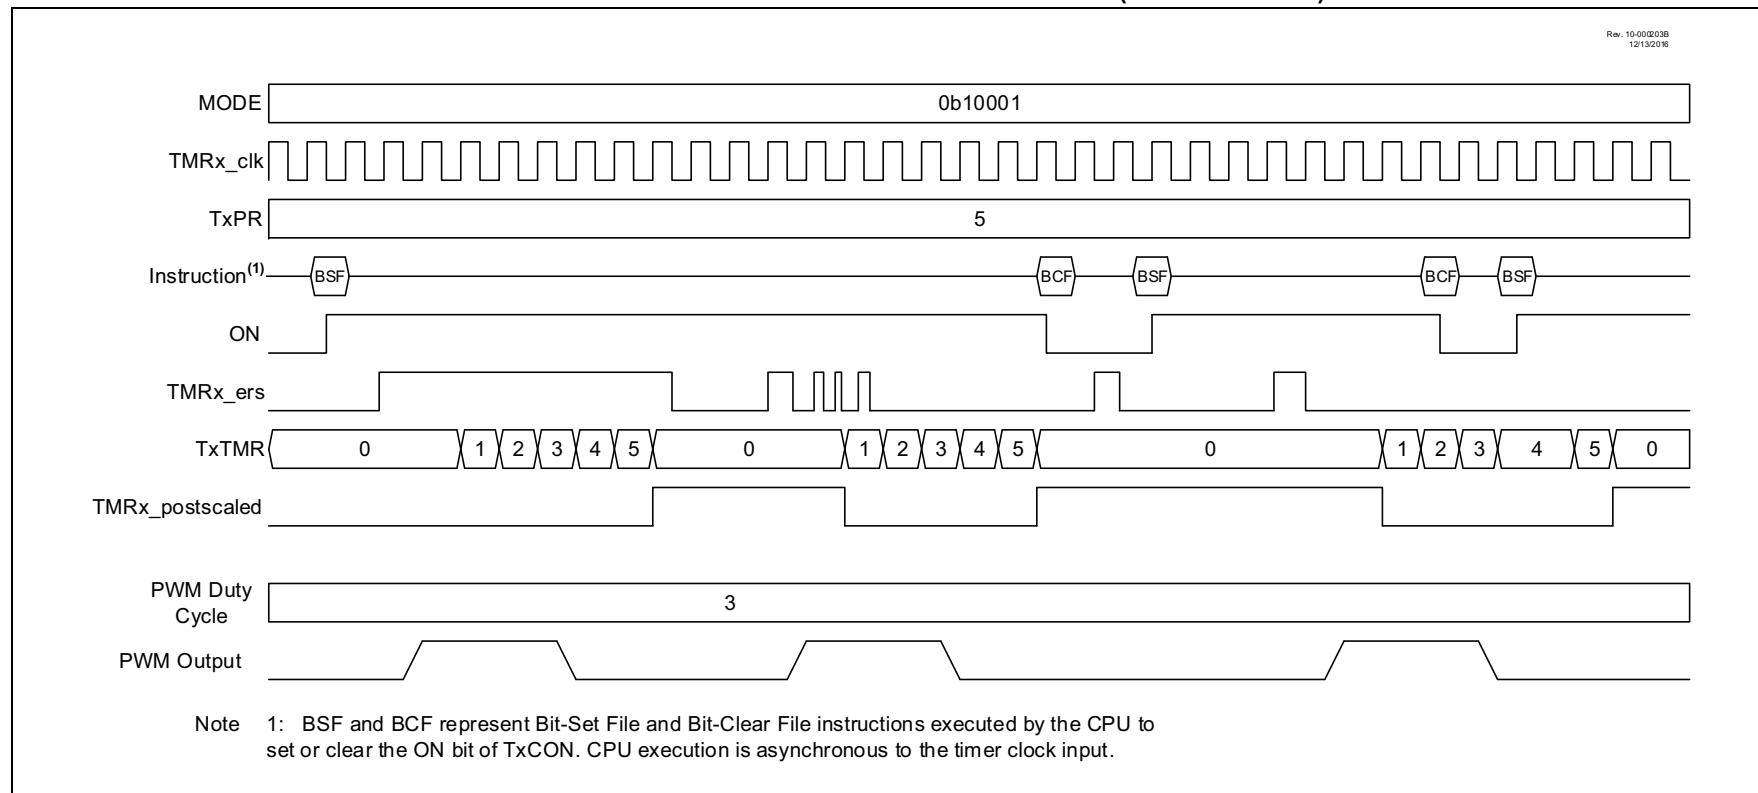 Rev. 10-000203B
12/13/2016
MODE 0b10001
TMRx_clk
TxPR 5
Instruction(1) BSF BCF BSF BCF BSF
ON
TMRx_ers
TxTMR 0 1 2 3 4 5 0 1 2 3 4 5 0 1 2 3 4 5 0
TMRx_postscaled
PWM Duty
Cycle 3
PWM Output
Note 1: BSF and BCF represent Bit-Set File and Bit-Clear File instructions executed by the CPU to
set or clear the ON bit of TxCON. CPU execution is asynchronous to the timer clock input.